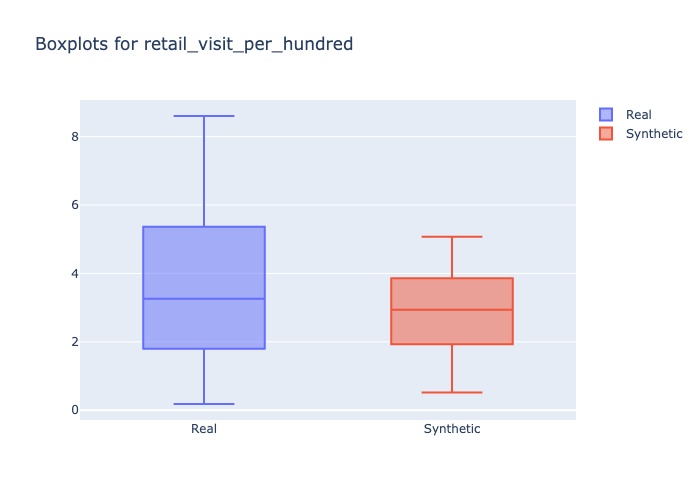 Boxplots for retail_visit_per_hundred
Real
Synthetic
8
6
4
2
0
Real
Synthetic